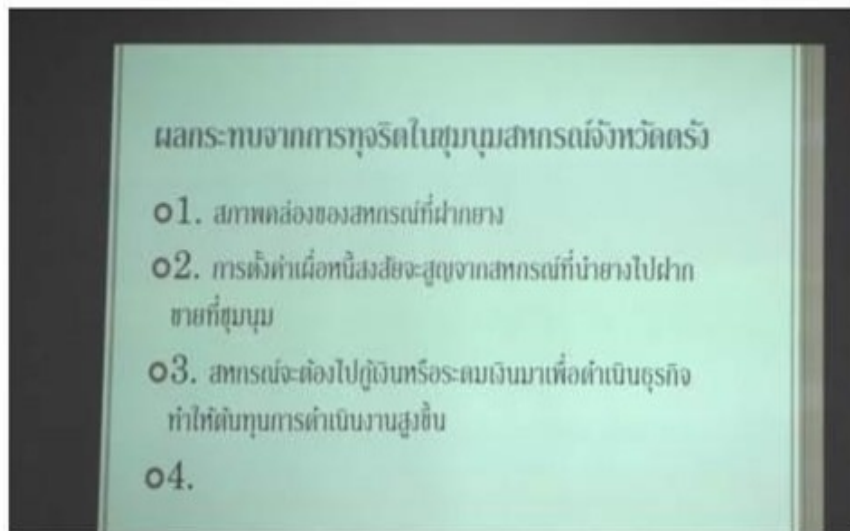 ผลกระทบจากการทุจริตในชุมนุมสหกรณ์จังหวัดตรัง
1. สภาพคล่องของสหกรณ์ที่ฝากยาง
2. การตั้งค่าเผื่อหนี้สงสัยจะสูญจากสหกรณ์ที่นำยางไปฝาก
ขายที่ชุมนุม
3. สหกรณ์จะต้องไปกู้เงินหรือระดมเงินมาเพื่อดำเนินธุรกิจ
ทำให้ต้นทุนการดำเนินงานสูงขึ้น
4.